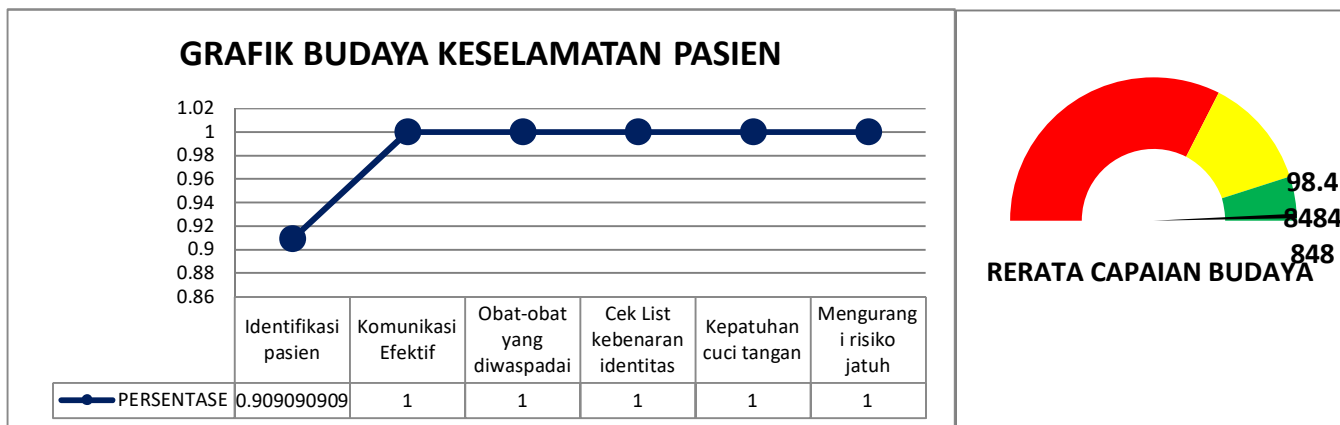 GRAFIK BUDAYA KESELAMATAN PASIEN
1.02
1
0.98
0.96
0.94
0.92
0.9
0.88
0.86
Identifikasi
pasien
Komunikasi
Efektif
Obat-obat
yang
diwaspadai
Cek List
kebenaran
identitas
Kepatuhan
cuci tangan
Mengurang
i risiko
jatuh
PERSENTASE 0.909090909 1 1 1 1 1
98.4
8484
848
RERATA CAPAIAN BUDAYA